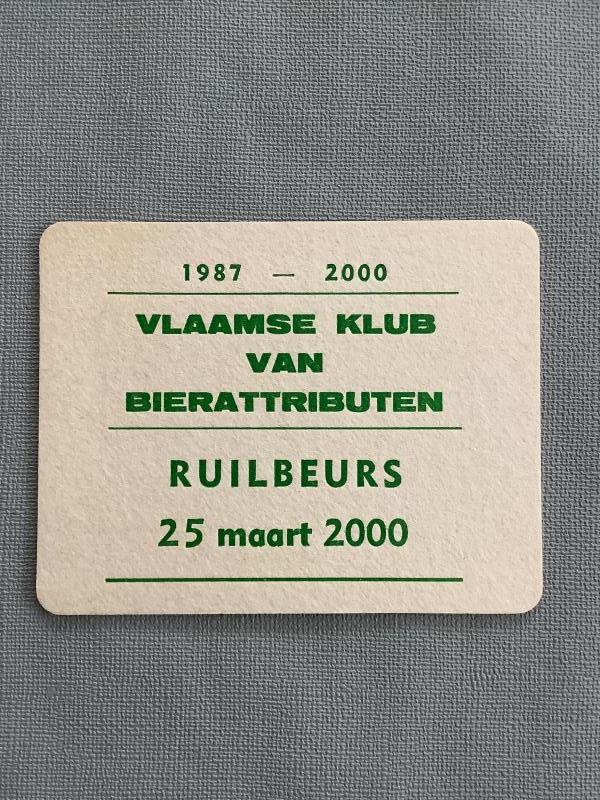 1987 — 2000
VLAAMSE KLUB
VAN
BIERATTRIBUTEN
RUILBEURS
25 maart 2000